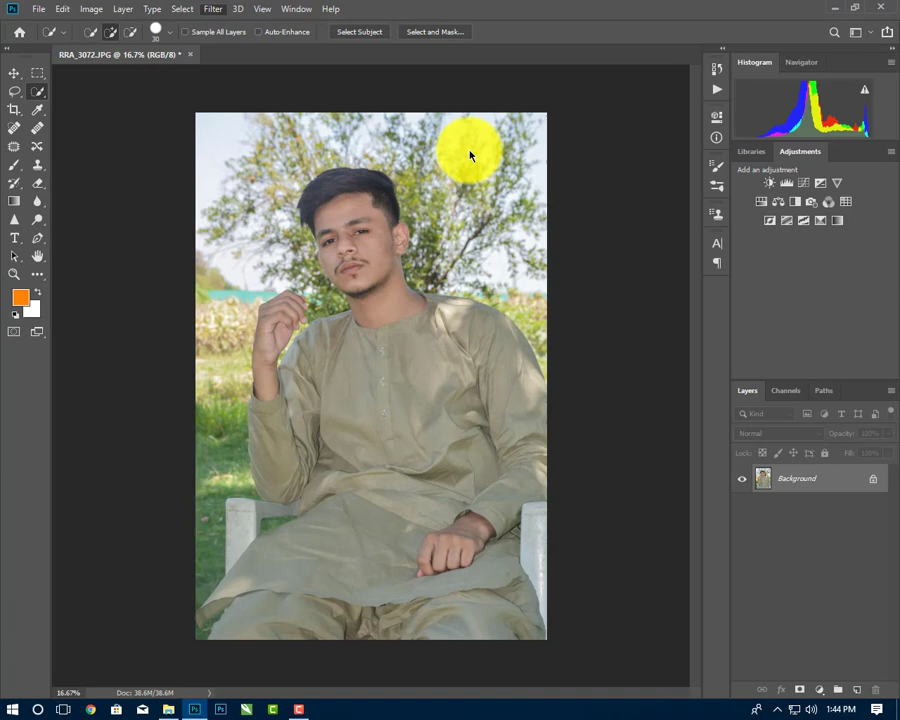 Ps File Edit Image Layer Type Select Filter 3D View Window Help
30 Sample All Layers Auto-Enhance Select Subject Select and Mask...
RRA_3072.JPG @ 16.7% (RGB/8) * ×
Histogram Navigator
Libraries Adjustments
Add an adjustment
Layers Channels Paths
Kind
Normal Opacity: 100%
Lock: Fill: 100%
Background
16.67% Doc: 38.6M/38.6M
1:44 PM